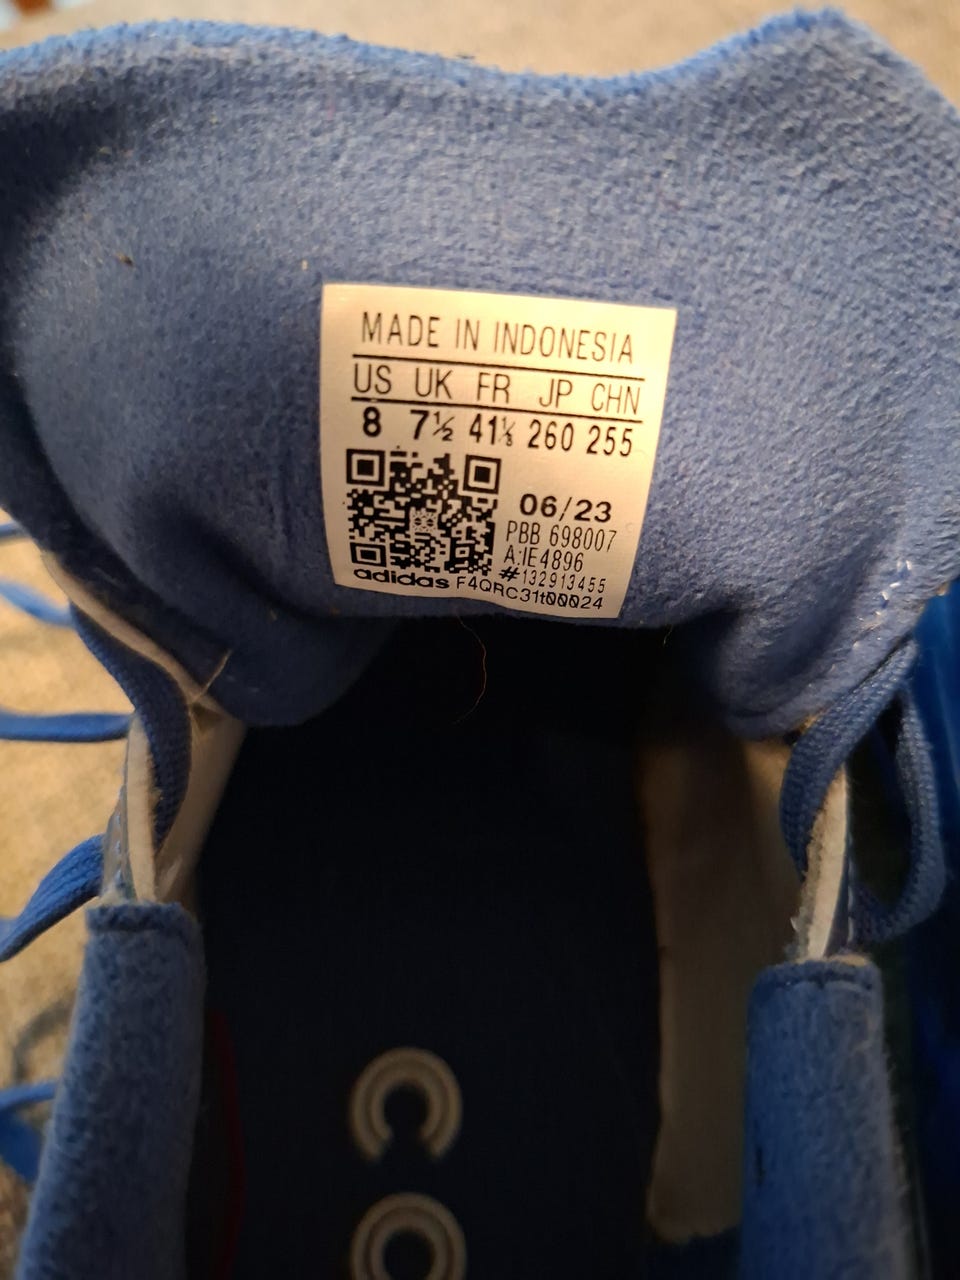 MADE IN INDONESIA
US UK FR JP CHN
8 7½ 41⅓ 260 255
06/23
PBB 698007
A:IE4896
#132913455
adidas F4QRC31t00024